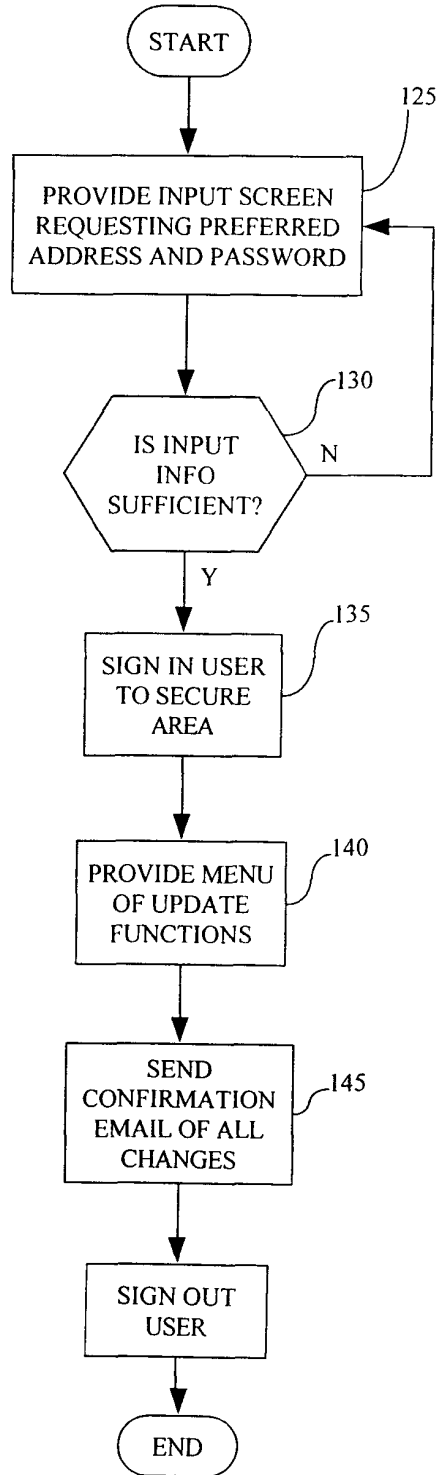 START
125
PROVIDE INPUT SCREEN
REQUESTING PREFERRED
ADDRESS AND PASSWORD
130
IS INPUT
INFO
SUFFICIENT?
N
Y
135
SIGN IN USER
TO SECURE
AREA
140
PROVIDE MENU
OF UPDATE
FUNCTIONS
145
SEND
CONFIRMATION
EMAIL OF ALL
CHANGES
SIGN OUT
USER
END